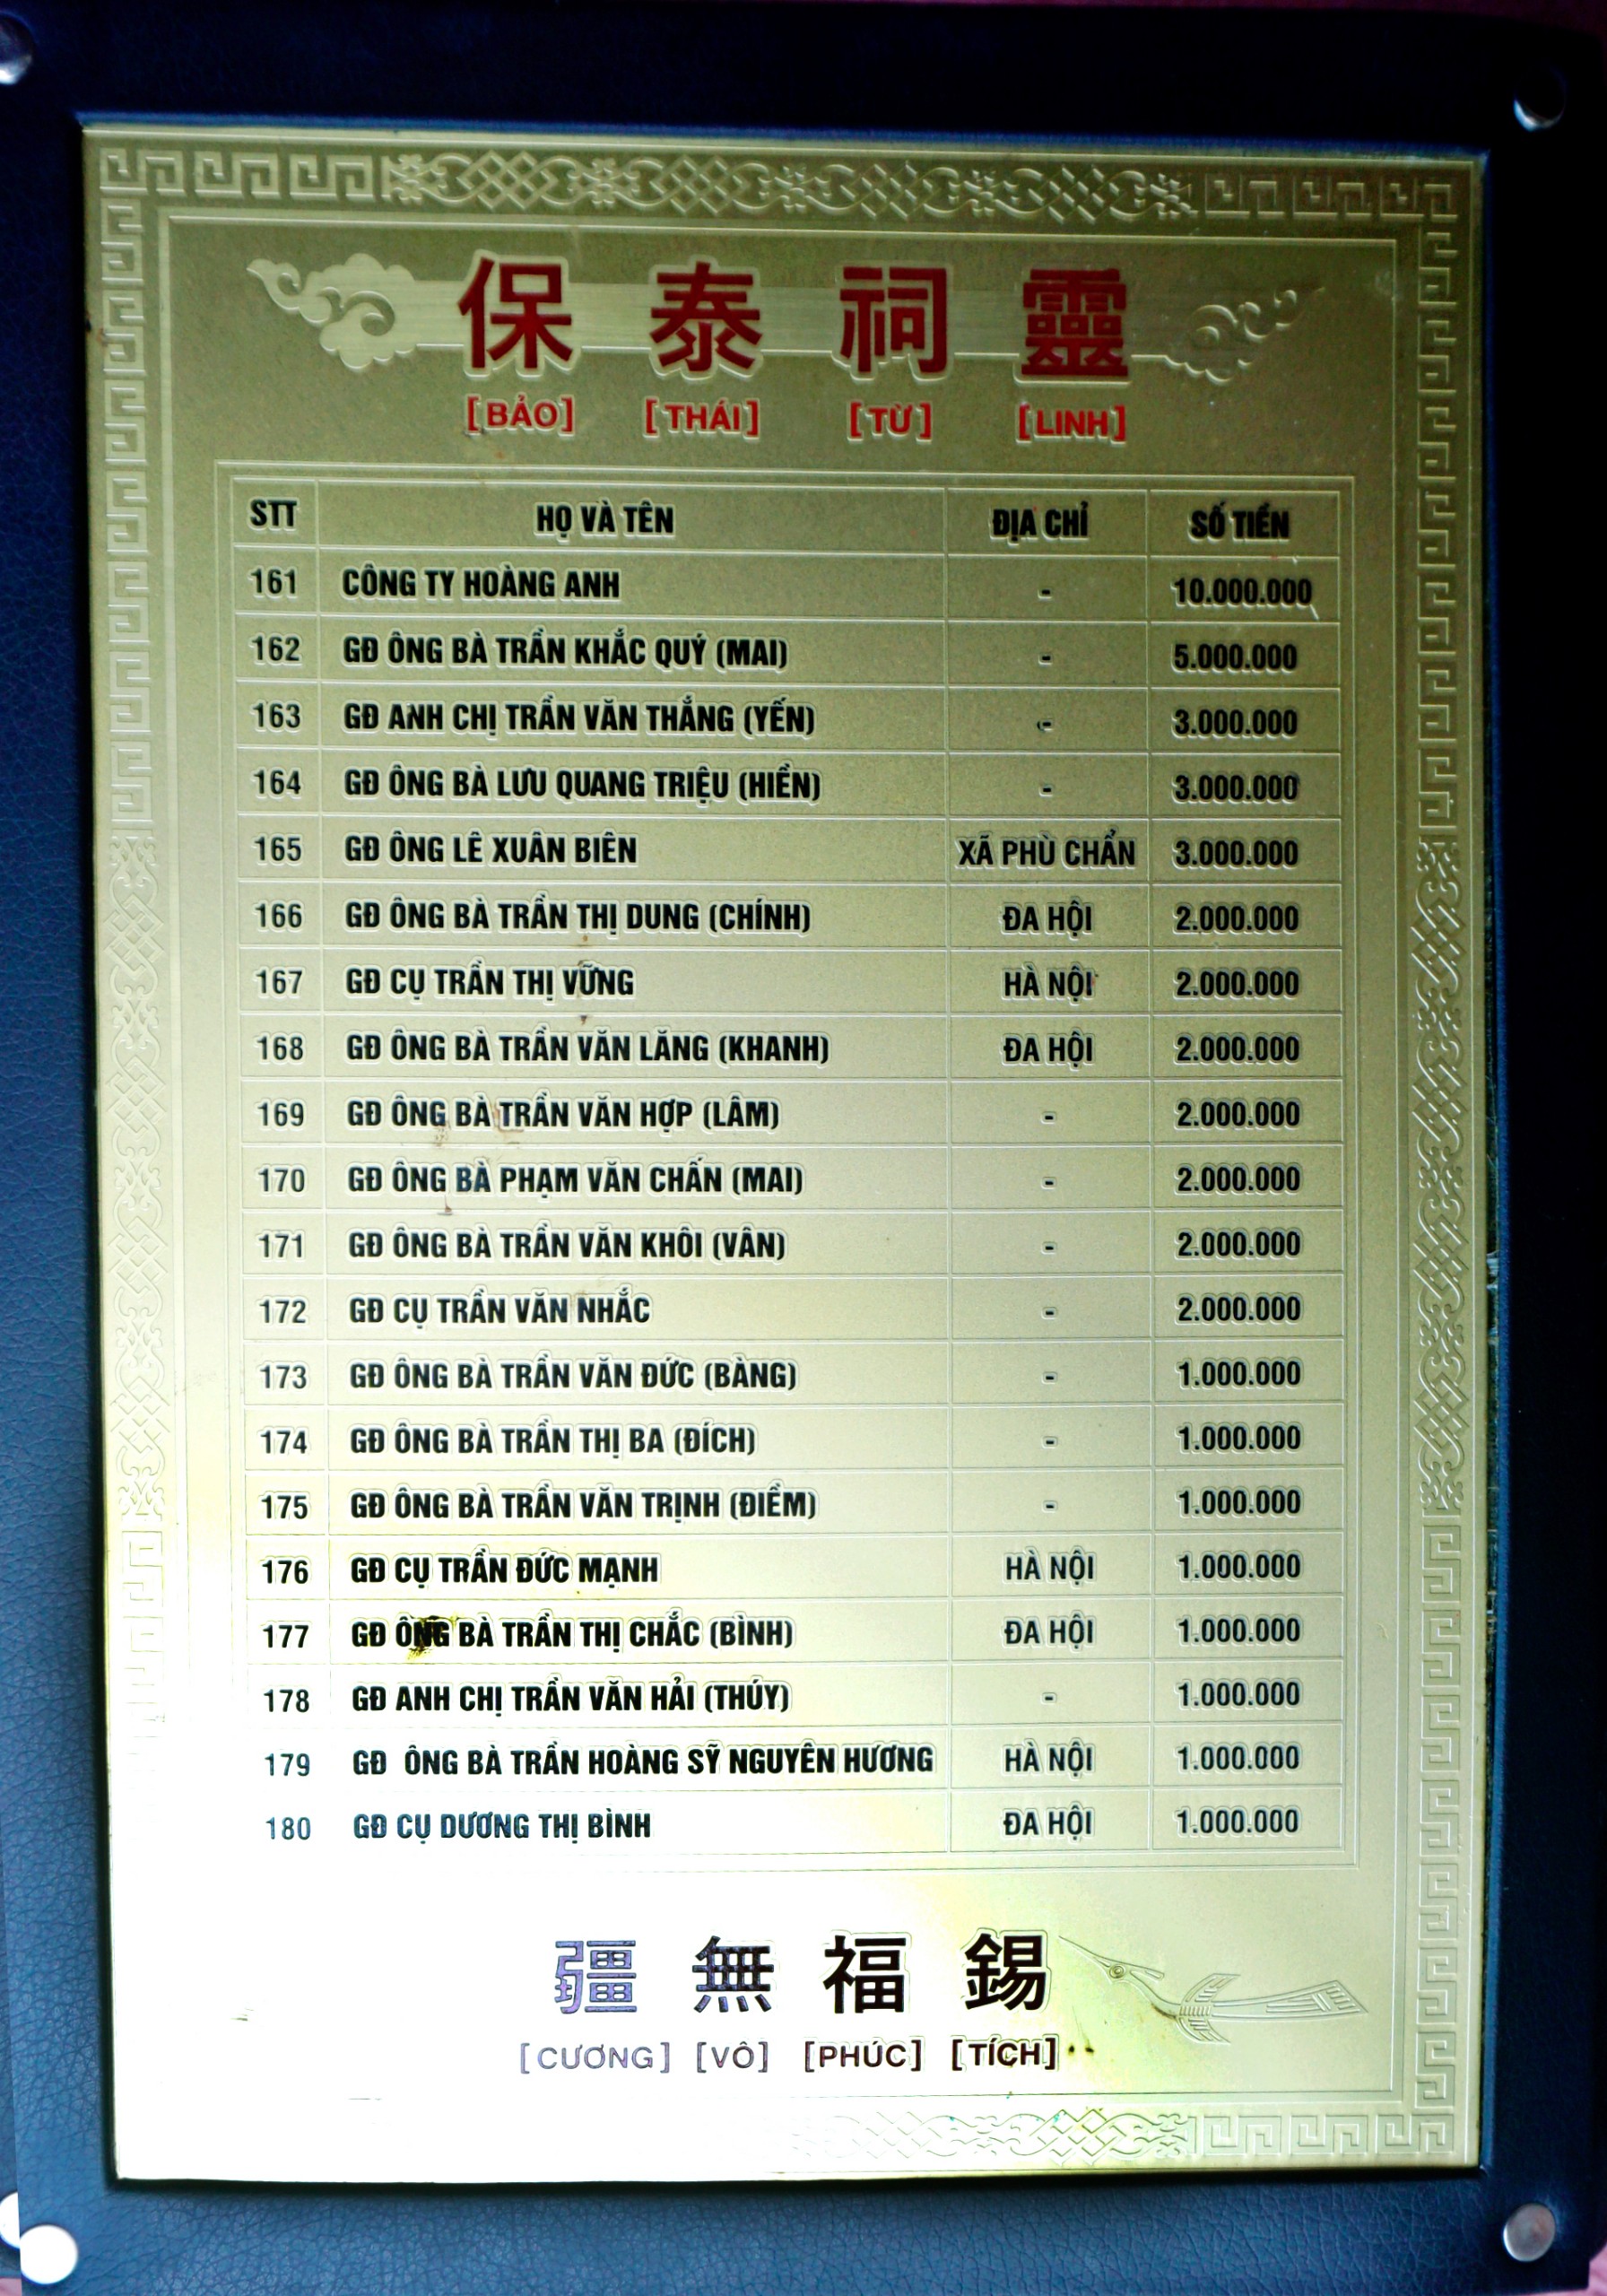 保 泰 祠 靈
[BẢO] [THÁI] [TỪ] [LINH]
STT HỌ VÀ TÊN ĐỊA CHỈ SỐ TIỀN
161 CÔNG TY HOÀNG ANH - 10.000.000
162 GĐ ÔNG BÀ TRẦN KHẮC QUÝ (MAI) - 5.000.000
163 GĐ ANH CHỊ TRẦN VĂN THẮNG (YẾN) - 3.000.000
164 GĐ ÔNG BÀ LƯU QUANG TRIỆU (HIỀN) - 3.000.000
165 GĐ ÔNG LÊ XUÂN BIÊN XÃ PHÙ CHẨN 3.000.000
166 GĐ ÔNG BÀ TRẦN THỊ DUNG (CHÍNH) ĐA HỘI 2.000.000
167 GĐ CỤ TRẦN THỊ VỮNG HÀ NỘI 2.000.000
168 GĐ ÔNG BÀ TRẦN VĂN LĂNG (KHANH) ĐA HỘI 2.000.000
169 GĐ ÔNG BÀ TRẦN VĂN HỢP (LÂM) - 2.000.000
170 GĐ ÔNG BÀ PHẠM VĂN CHẤN (MAI) - 2.000.000
171 GĐ ÔNG BÀ TRẦN VĂN KHÔI (VÂN) - 2.000.000
172 GĐ CỤ TRẦN VĂN NHẮC - 2.000.000
173 GĐ ÔNG BÀ TRẦN VĂN ĐỨC (BÀNG) - 1.000.000
174 GĐ ÔNG BÀ TRẦN THỊ BA (ĐÍCH) - 1.000.000
175 GĐ ÔNG BÀ TRẦN VĂN TRỊNH (ĐIỀM) - 1.000.000
176 GĐ CỤ TRẦN ĐỨC MẠNH HÀ NỘI 1.000.000
177 GĐ ÔNG BÀ TRẦN THỊ CHẮC (BÌNH) ĐA HỘI 1.000.000
178 GĐ ANH CHỊ TRẦN VĂN HẢI (THÚY) - 1.000.000
179 GĐ ÔNG BÀ TRẦN HOÀNG SỸ NGUYÊN HƯƠNG HÀ NỘI 1.000.000
180 GĐ CỤ DƯƠNG THỊ BÌNH ĐA HỘI 1.000.000
疆 無 福 錫
[CƯƠNG] [VÔ] [PHÚC] [TÍCH]